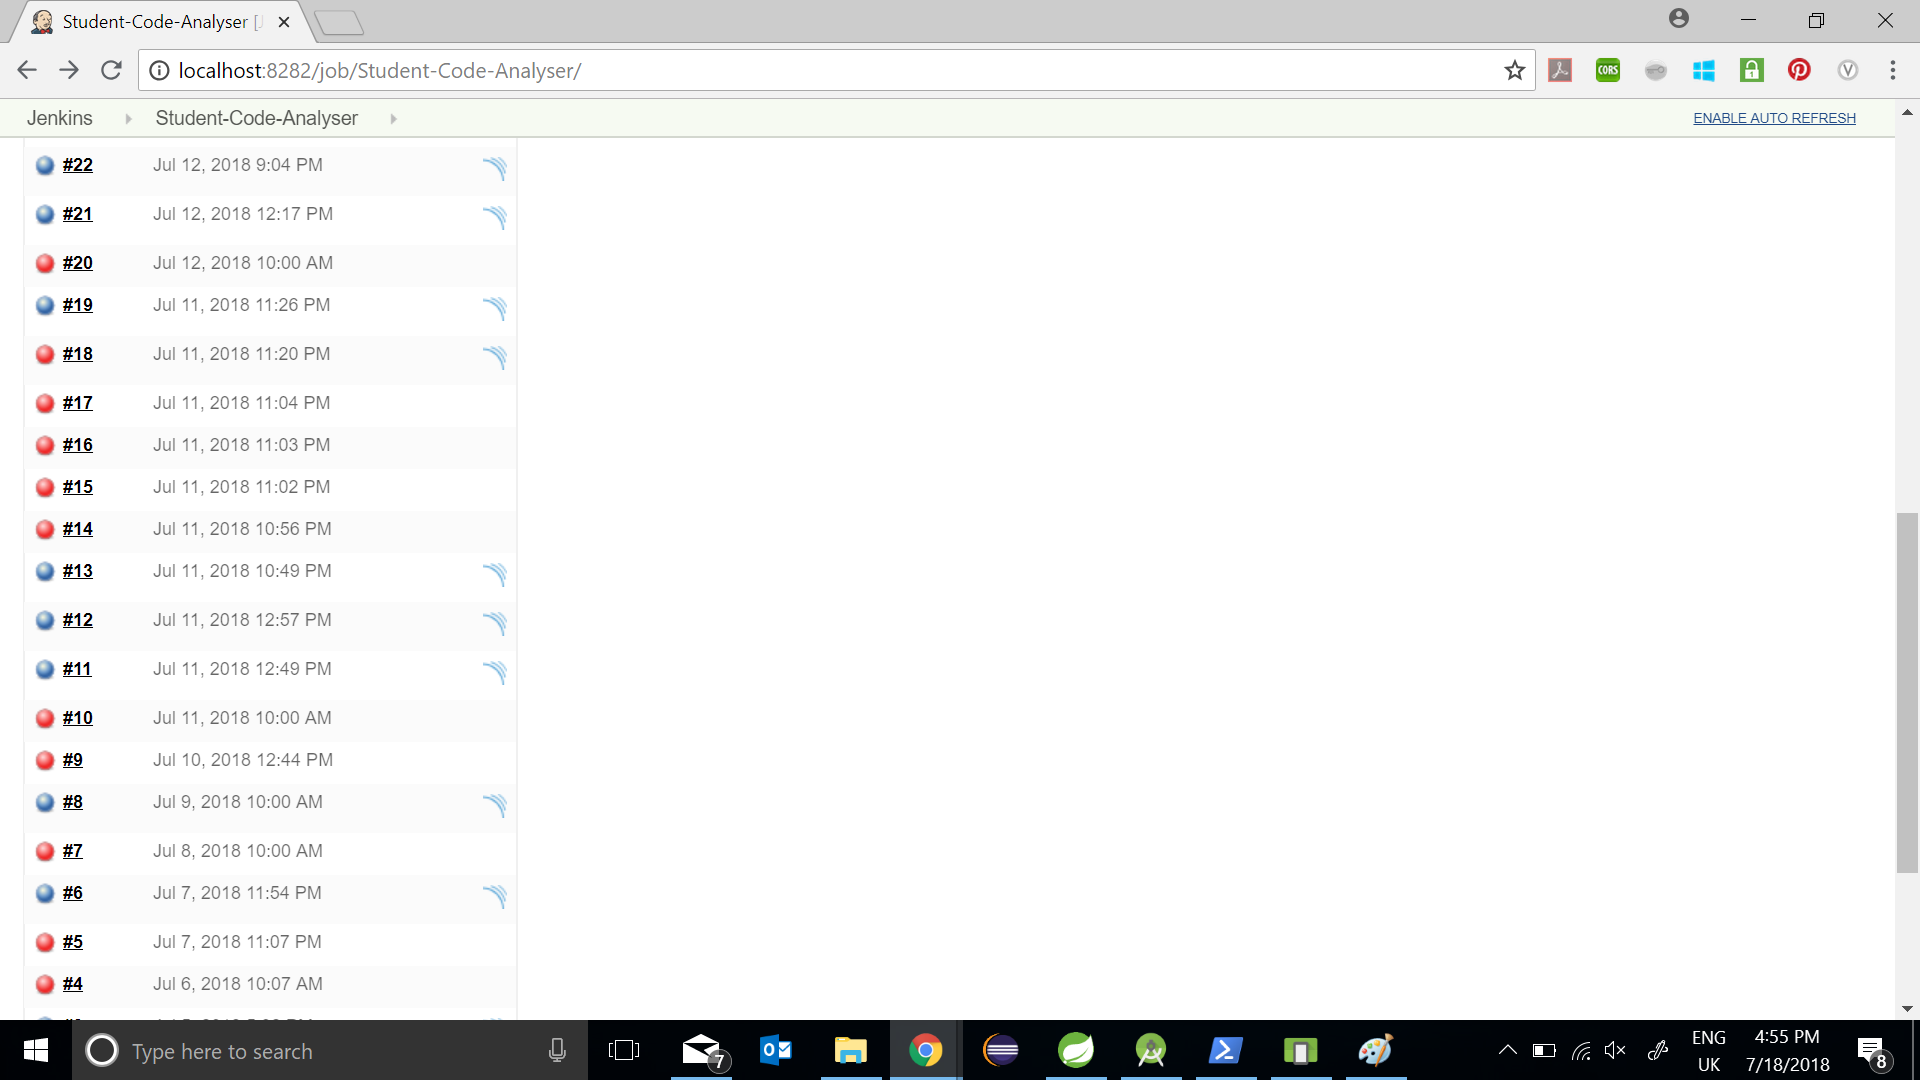 Student-Code-Analyser [
localhost:8282/job/Student-Code-Analyser/
CORS
V
Jenkins Student-Code-Analyser ENABLE AUTO REFRESH
#22 Jul 12, 2018 9:04 PM
#21 Jul 12, 2018 12:17 PM
#20 Jul 12, 2018 10:00 AM
#19 Jul 11, 2018 11:26 PM
#18 Jul 11, 2018 11:20 PM
#17 Jul 11, 2018 11:04 PM
#16 Jul 11, 2018 11:03 PM
#15 Jul 11, 2018 11:02 PM
#14 Jul 11, 2018 10:56 PM
#13 Jul 11, 2018 10:49 PM
#12 Jul 11, 2018 12:57 PM
#11 Jul 11, 2018 12:49 PM
#10 Jul 11, 2018 10:00 AM
#9 Jul 10, 2018 12:44 PM
#8 Jul 9, 2018 10:00 AM
#7 Jul 8, 2018 10:00 AM
#6 Jul 7, 2018 11:54 PM
#5 Jul 7, 2018 11:07 PM
#4 Jul 6, 2018 10:07 AM
Type here to search
7
ENG 4:55 PM
UK 7/18/2018
8